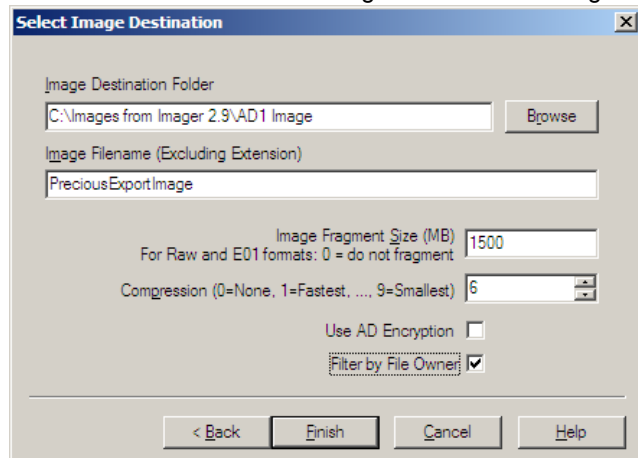 Select Image Destination
Image Destination Folder
C:\Images from Imager 2.9\AD1 Image
Browse
Image Filename (Excluding Extension)
PreciousExportImage
Image Fragment Size (MB)
For Raw and E01 formats: 0 = do not fragment
1500
Compression (0=None, 1=Fastest, ..., 9=Smallest)
6
Use AD Encryption
Filter by File Owner
< Back
Finish
Cancel
Help